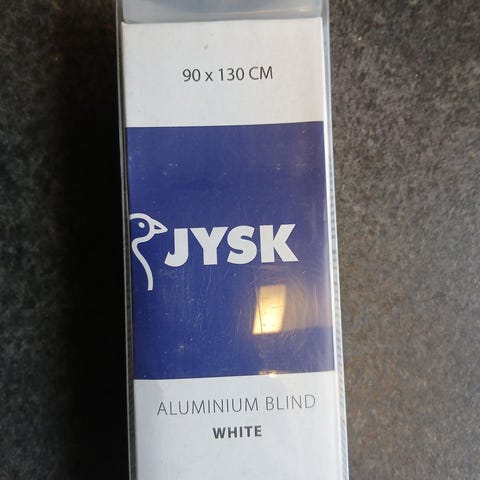 90 x 130 CM
JYSK
ALUMINIUM BLIND
WHITE